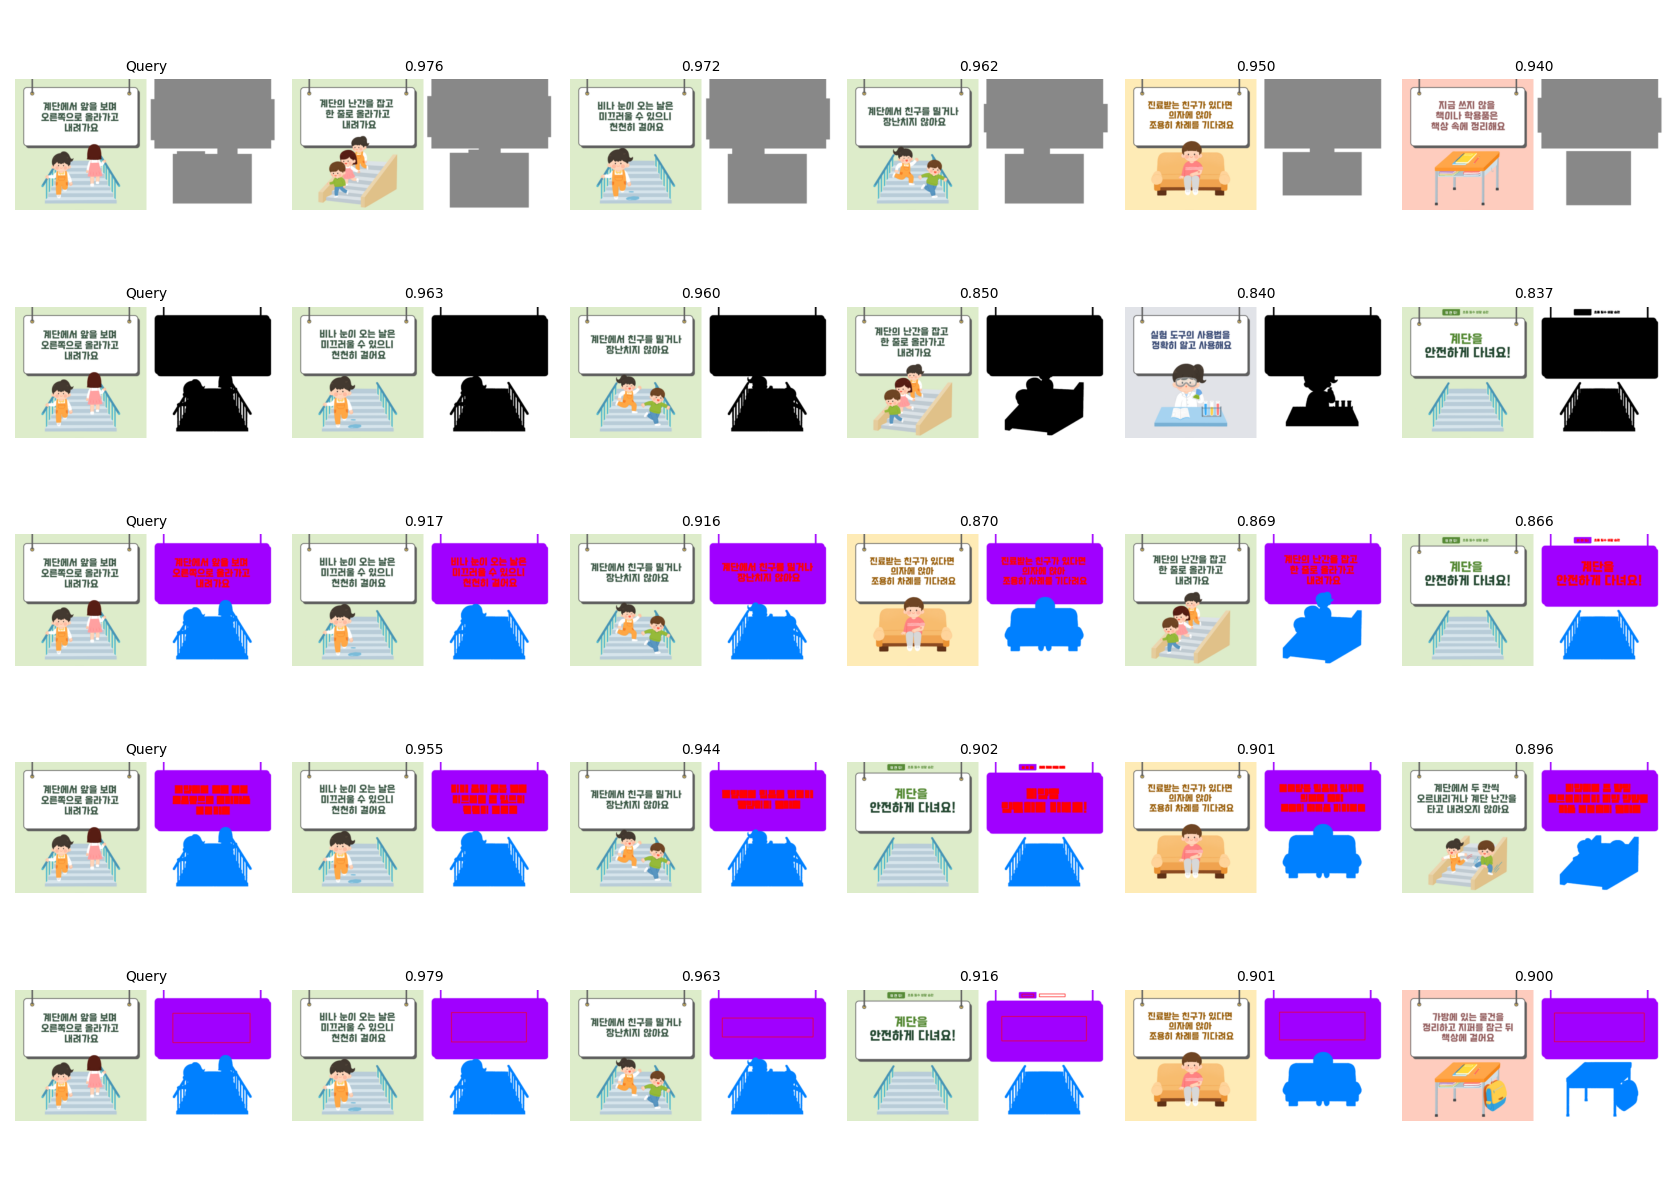 Query
0.976
0.972
0.962
0.950
0.940
계단에서 앞을 보며
오른쪽으로 올라가고
내려가요
계단의 난간을 잡고
한 줄로 올라가고
내려가요
비나 눈이 오는 날은
미끄러울 수 있으니
천천히 걸어요
계단에서 친구를 밀거나
장난치지 않아요
진료받는 친구가 있다면
의자에 앉아
조용히 차례를 기다려요
지금 쓰지 않을
책이나 학용품은
책상 속에 정리해요
Query
0.963
0.960
0.850
0.840
0.837
계단에서 앞을 보며
오른쪽으로 올라가고
내려가요
비나 눈이 오는 날은
미끄러울 수 있으니
천천히 걸어요
계단에서 친구를 밀거나
장난치지 않아요
계단의 난간을 잡고
한 줄로 올라가고
내려가요
실험 도구의 사용법을
정확히 알고 사용해요
계단을
안전하게 다녀요!
Query
0.917
0.916
0.870
0.869
0.866
계단에서 앞을 보며
오른쪽으로 올라가고
내려가요
비나 눈이 오는 날은
미끄러울 수 있으니
천천히 걸어요
계단에서 친구를 밀거나
장난치지 않아요
진료받는 친구가 있다면
의자에 앉아
조용히 차례를 기다려요
계단의 난간을 잡고
한 줄로 올라가고
내려가요
계단을
안전하게 다녀요!
Query
0.955
0.944
0.902
0.901
0.896
계단에서 앞을 보며
오른쪽으로 올라가고
내려가요
비나 눈이 오는 날은
미끄러울 수 있으니
천천히 걸어요
계단에서 친구를 밀거나
장난치지 않아요
계단을
안전하게 다녀요!
진료받는 친구가 있다면
의자에 앉아
조용히 차례를 기다려요
계단에서 두 칸씩
오르내리거나 계단 난간을
타고 내려오지 않아요
Query
0.979
0.963
0.916
0.901
0.900
계단에서 앞을 보며
오른쪽으로 올라가고
내려가요
비나 눈이 오는 날은
미끄러울 수 있으니
천천히 걸어요
계단에서 친구를 밀거나
장난치지 않아요
계단을
안전하게 다녀요!
진료받는 친구가 있다면
의자에 앉아
조용히 차례를 기다려요
가방에 있는 물건을
정리하고 지퍼를 잠근 뒤
책상에 걸어요